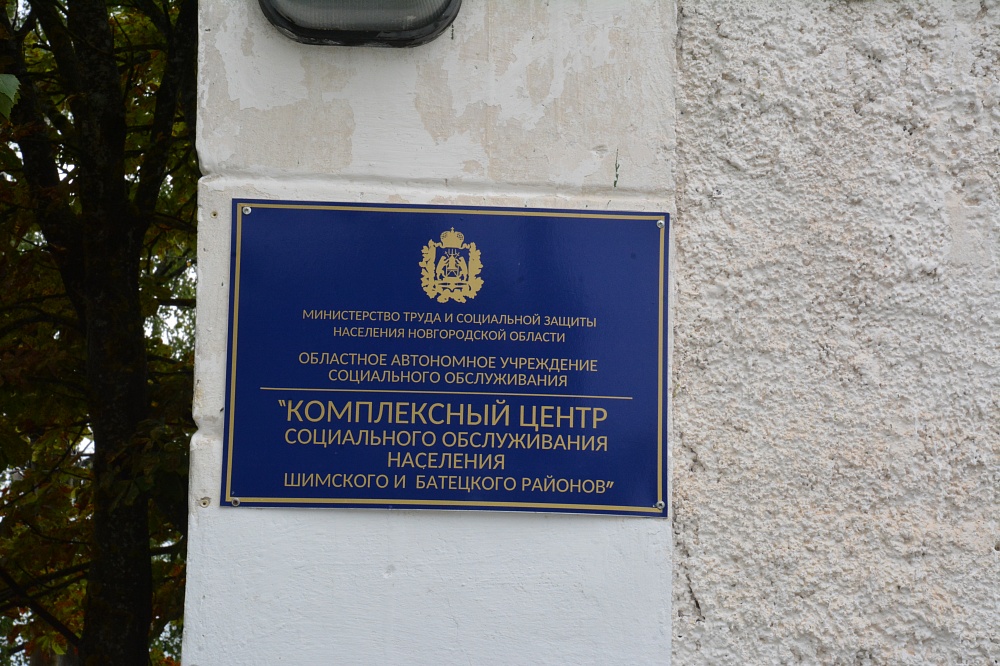 МИНИСТЕРСТВО ТРУДА И СОЦИАЛЬНОЙ ЗАЩИТЫ
НАСЕЛЕНИЯ НОВГОРОДСКОЙ ОБЛАСТИ
ОБЛАСТНОЕ АВТОНОМНОЕ УЧРЕЖДЕНИЕ
СОЦИАЛЬНОГО ОБСЛУЖИВАНИЯ
"КОМПЛЕКСНЫЙ ЦЕНТР
СОЦИАЛЬНОГО ОБСЛУЖИВАНИЯ
НАСЕЛЕНИЯ
ШИМСКОГО И БАТЕЦКОГО РАЙОНОВ"